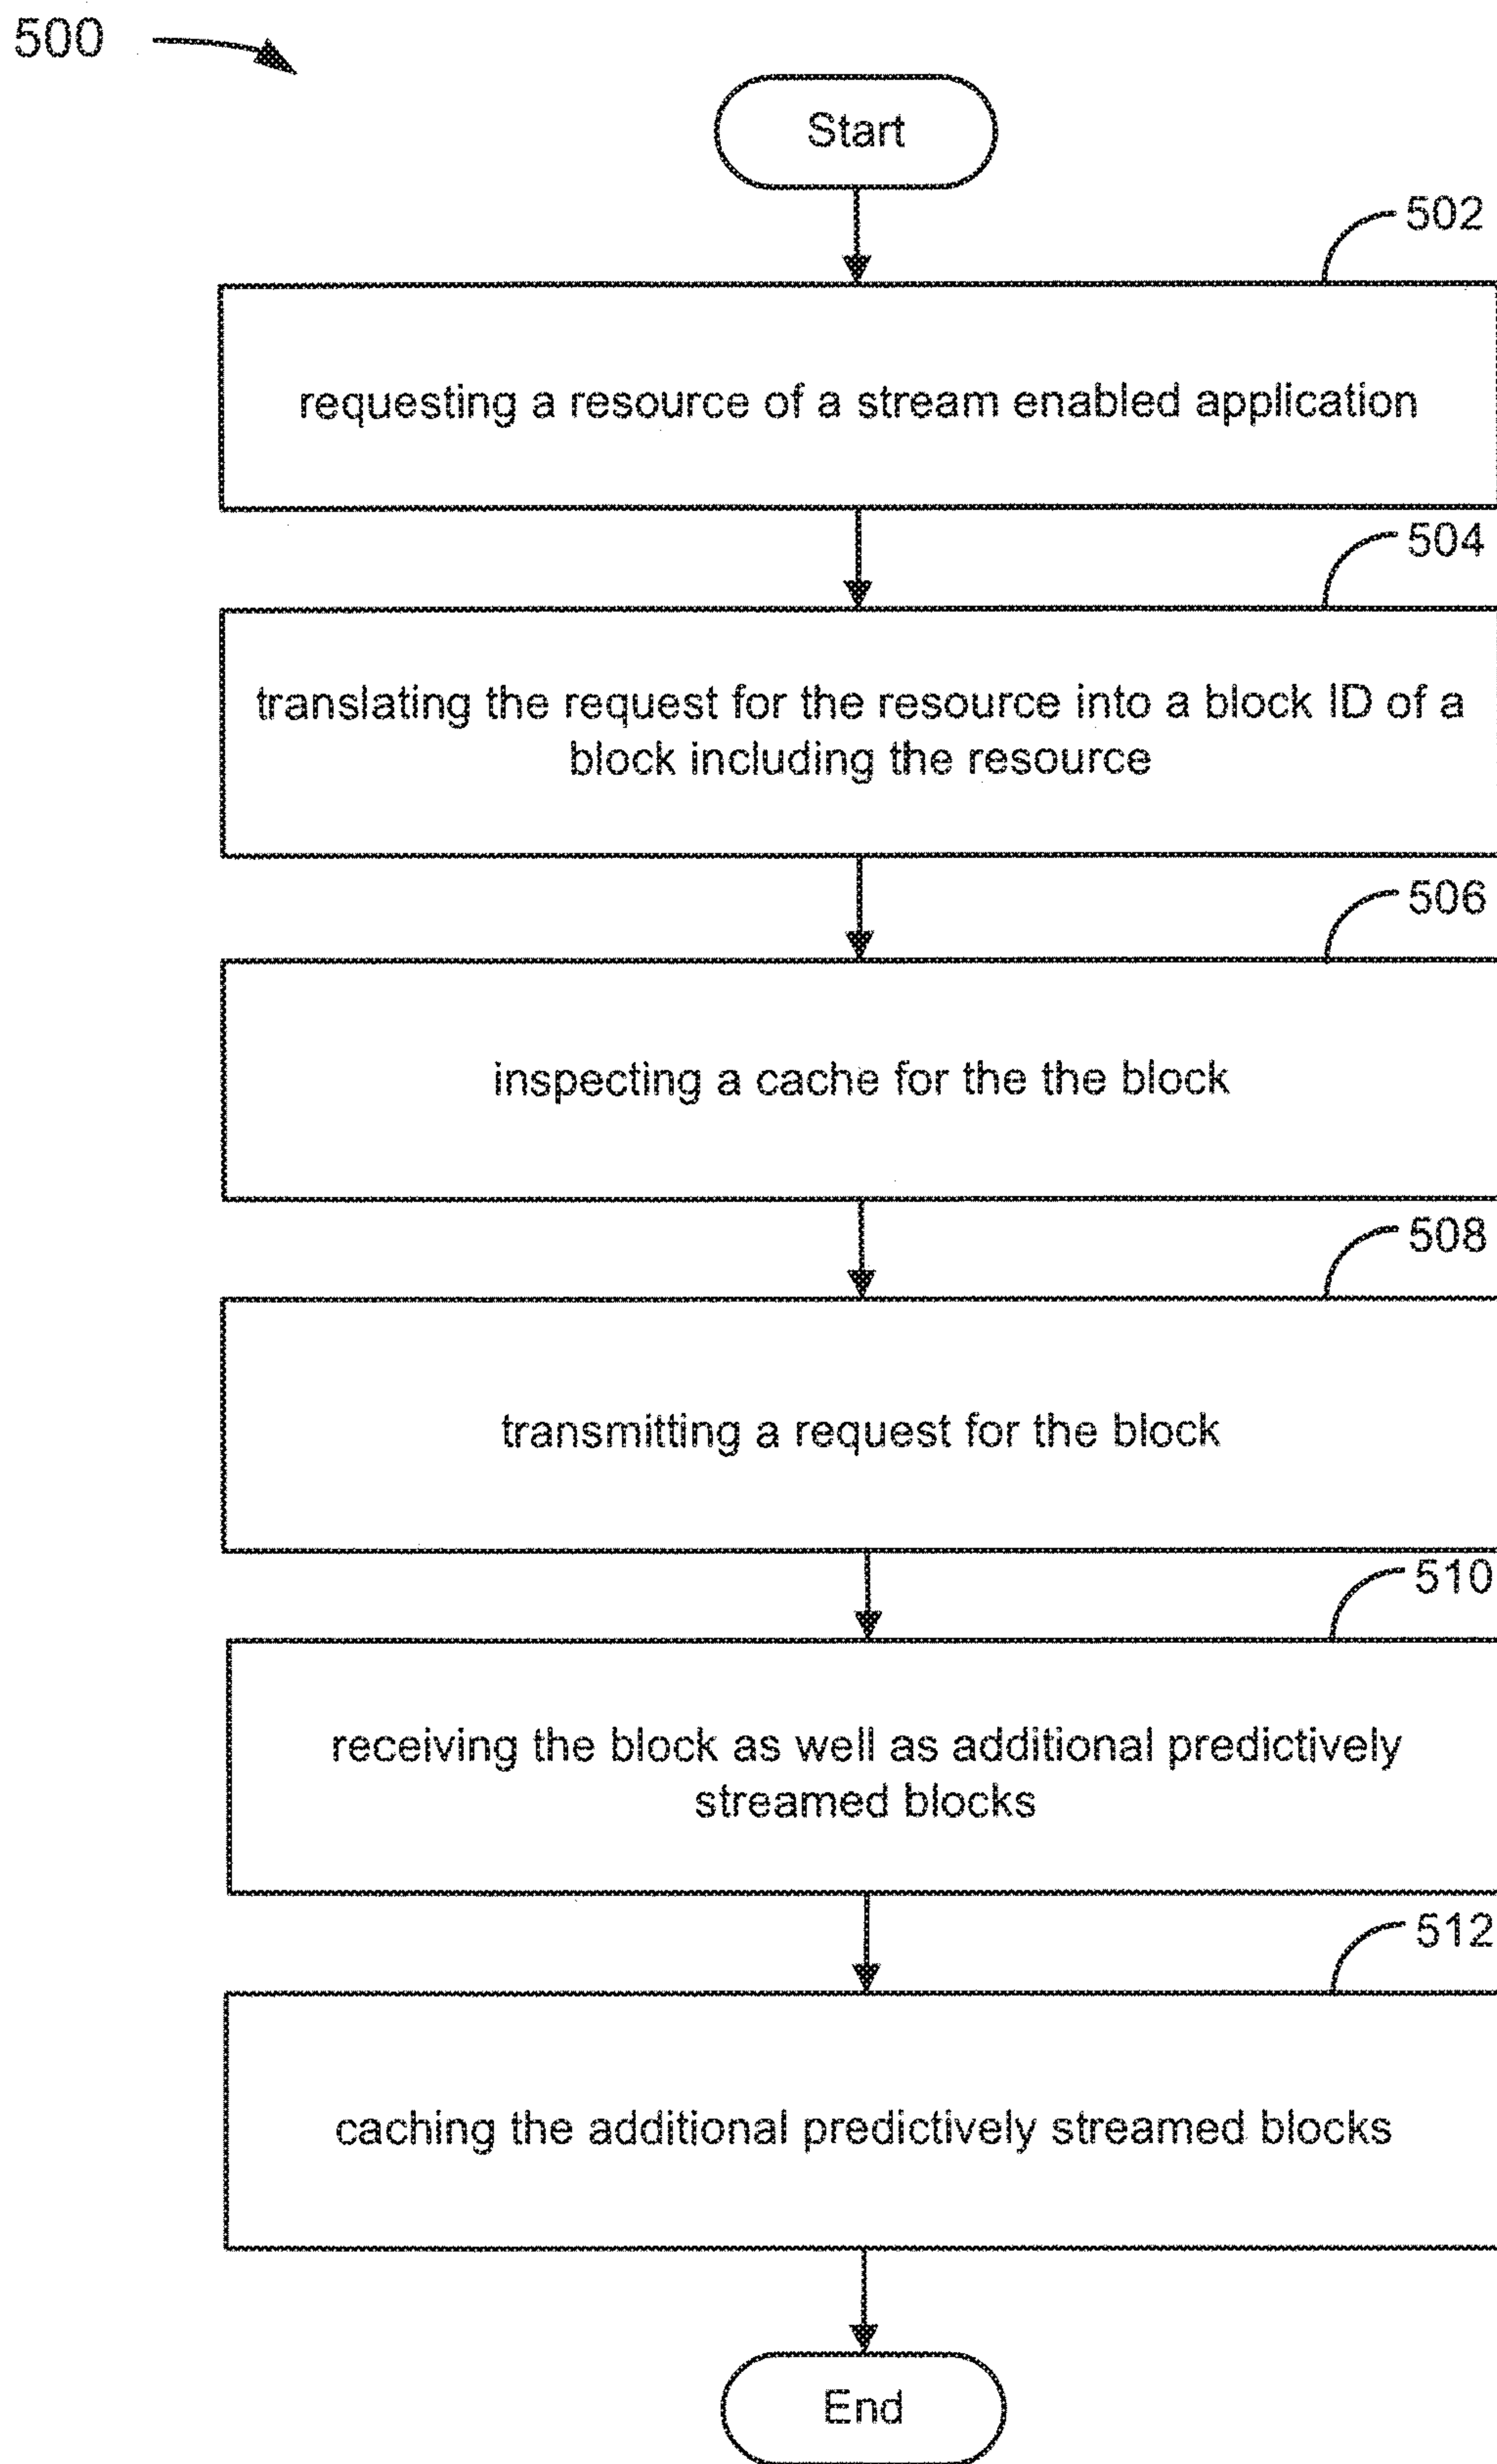 500
Start
502
requesting a resource of a stream enabled application
504
translating the request for the resource into a block ID of a
block including the resource
506
inspecting a cache for the the block
508
transmitting a request for the block
510
receiving the block as well as additional predictively
streamed blocks
512
caching the additional predictively streamed blocks
End